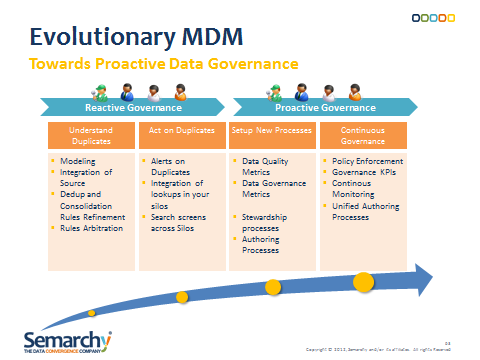 Evolutionary MDM
Towards Proactive Data Governance
Reactive Governance
Proactive Governance
Understand
Duplicates
Act on Duplicates
Setup New Processes
Continuous
Governance
Modeling
Integration of
Source
Dedup and
Consolidation
Rules Refinement
Rules Arbitration
Alerts on
Duplicates
Integration of
lookups in your
silos
Search screens
across Silos
Data Quality
Metrics
Data Governance
Metrics
Stewardship
processes
Authoring
Processes
Policy Enforcement
Governance KPIs
Continous
Monitoring
Unified Authoring
Processes
Semarchy
THE DATA CONVERGENCE COMPANY
Copyright © 2012, Semarchy and/or its affiliates. All rights Reserved